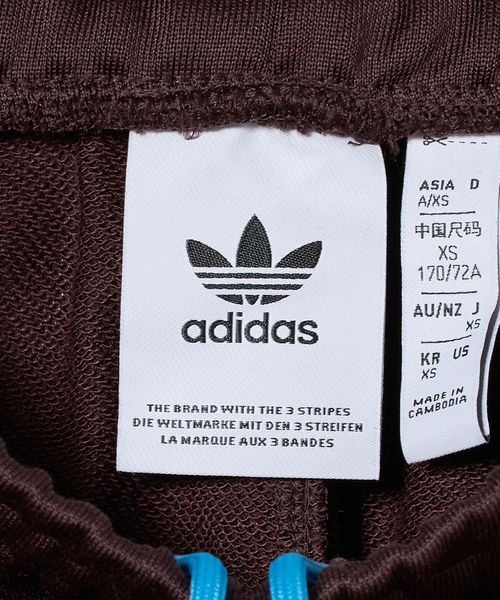 adidas
THE BRAND WITH THE 3 STRIPES
DIE WELTMARKE MIT DEN 3 STREIFEN
LA MARQUE AUX 3 BANDES
ASIA D
A/XS
中国尺码
XS
170/72A
AU/NZ J
XS
KR US
XS
MADE IN
CAMBODIA